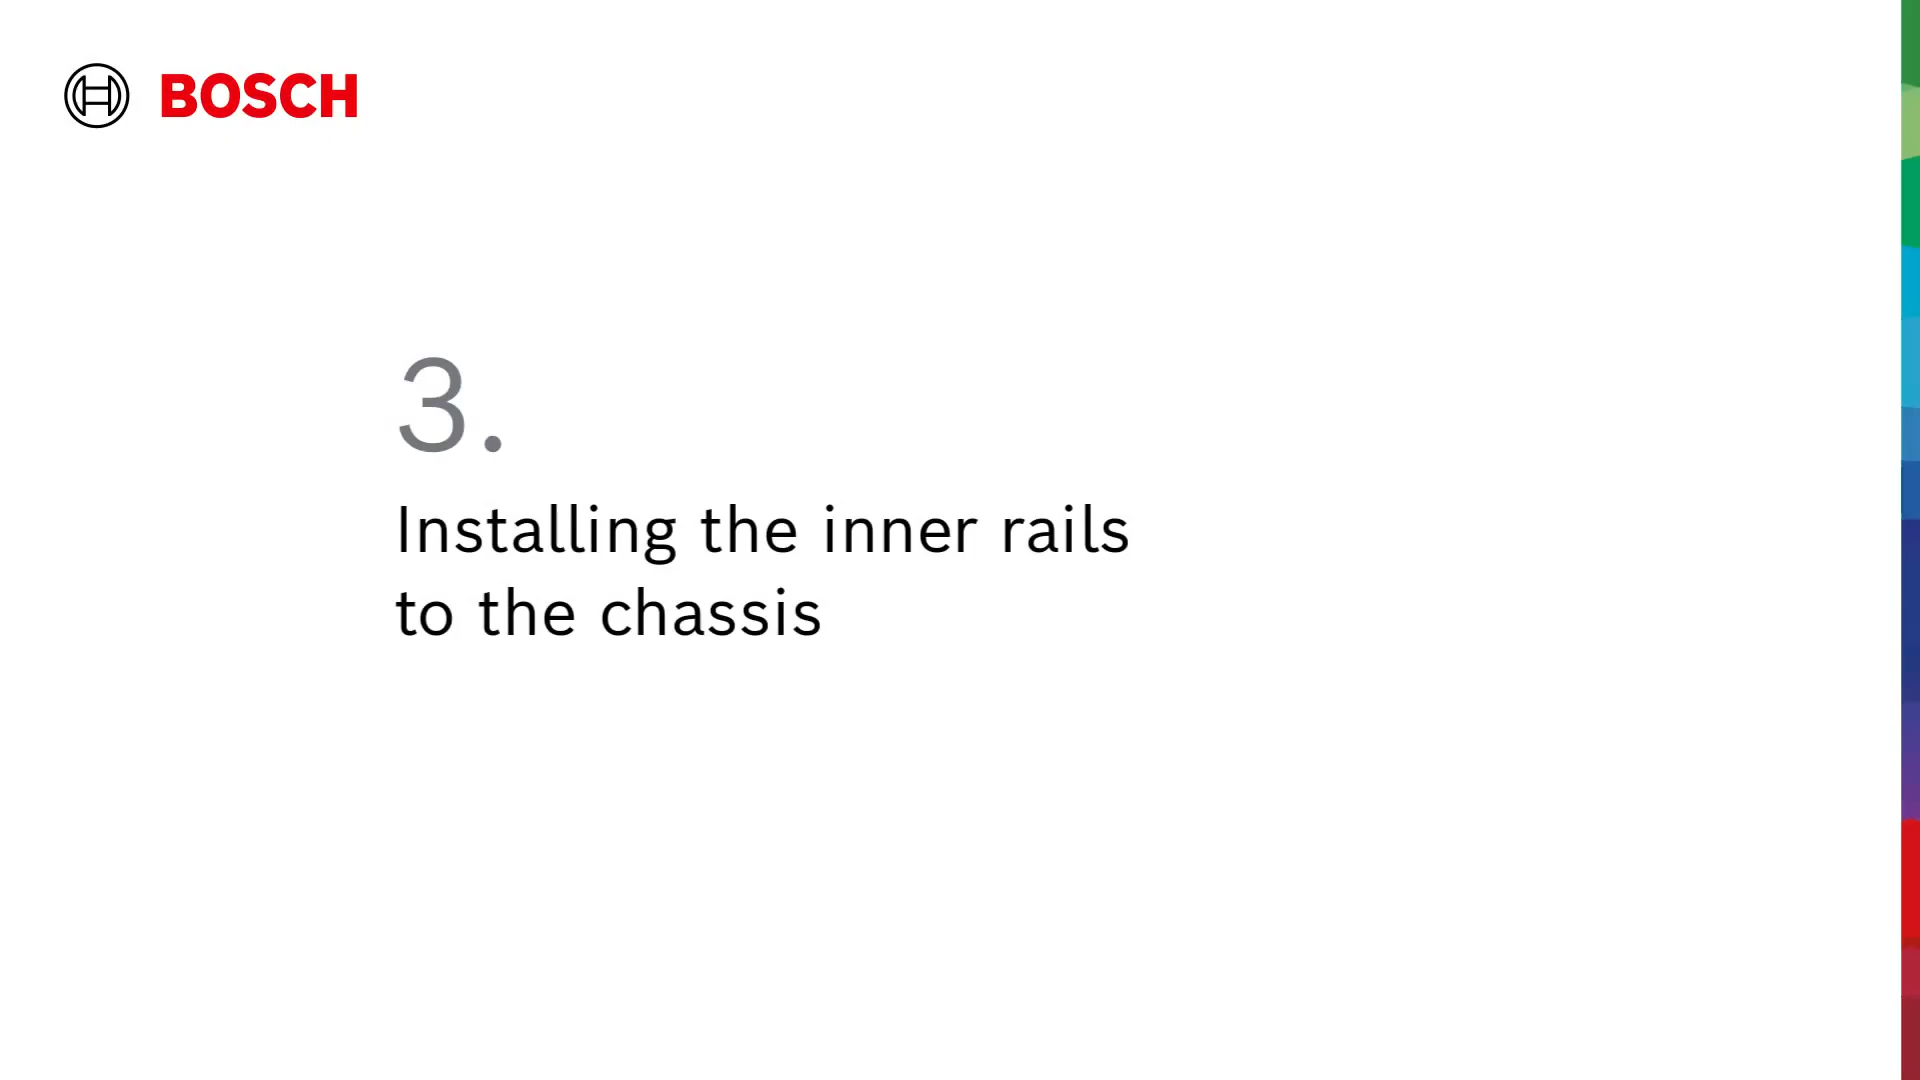 BOSCH
3.
Installing the inner rails
to the chassis